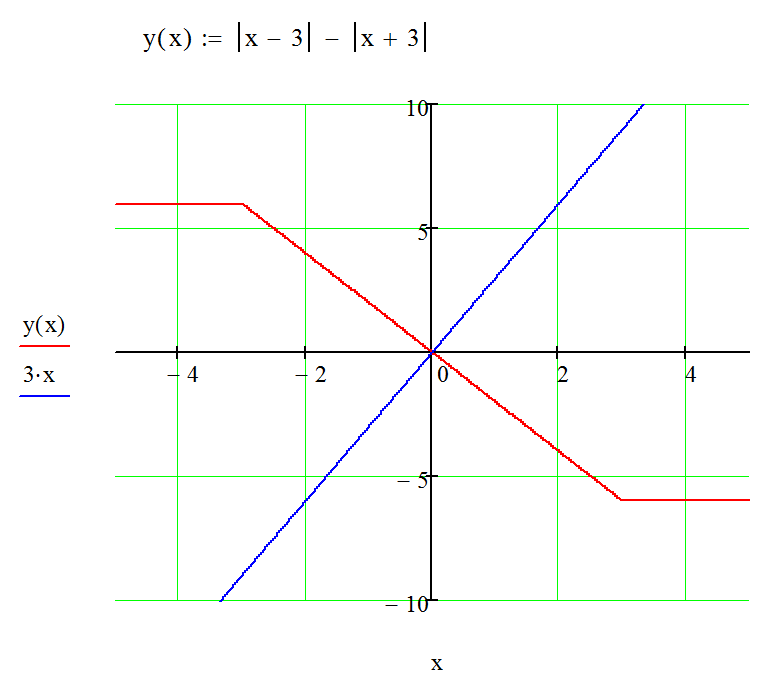 y(x) := |x − 3| − |x + 3|
10
5
y(x)
3·x
− 4
− 2
0
2
4
− 5
− 10
x